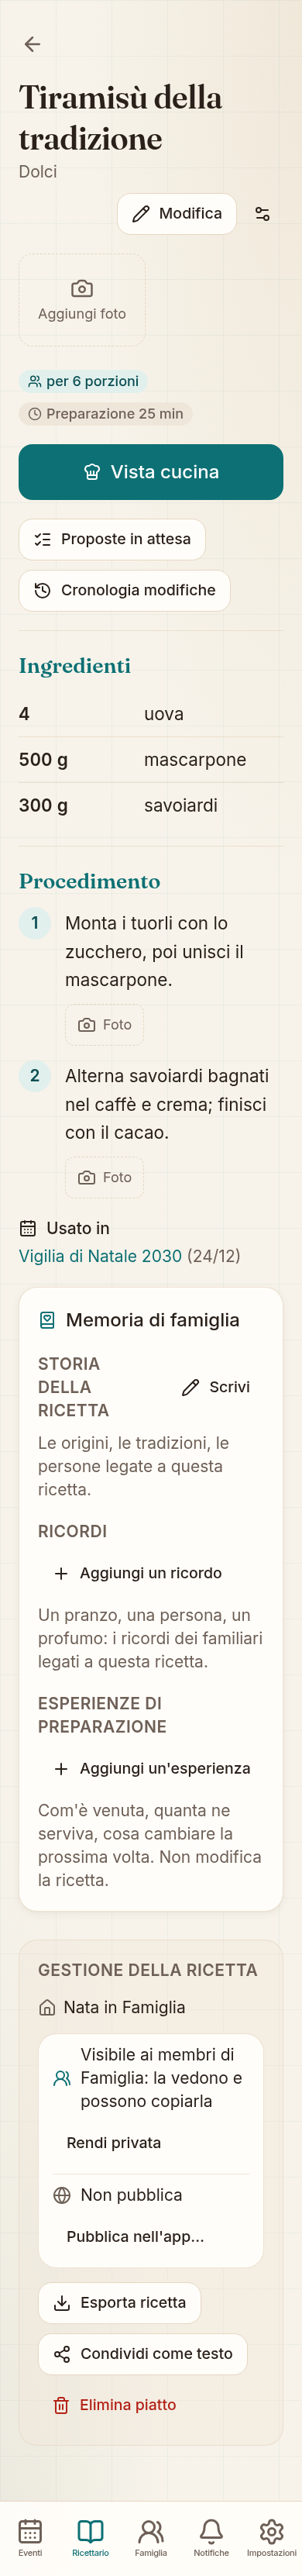 Tiramisù della
tradizione
Dolci
Modifica
Aggiungi foto
per 6 porzioni
Preparazione 25 min
Vista cucina
Proposte in attesa
Cronologia modifiche
Ingredienti
4 uova
500 g mascarpone
300 g savoiardi
Procedimento
1 Monta i tuorli con lo
zucchero, poi unisci il
mascarpone.
Foto
2 Alterna savoiardi bagnati
nel caffè e crema; finisci
con il cacao.
Foto
Usato in
Vigilia di Natale 2030 (24/12)
Memoria di famiglia
STORIA
DELLA
RICETTA
Scrivi
Le origini, le tradizioni, le
persone legate a questa
ricetta.
RICORDI
Aggiungi un ricordo
Un pranzo, una persona, un
profumo: i ricordi dei familiari
legati a questa ricetta.
ESPERIENZE DI
PREPARAZIONE
Aggiungi un'esperienza
Com'è venuta, quanta ne
serviva, cosa cambiare la
prossima volta. Non modifica
la ricetta.
GESTIONE DELLA RICETTA
Nata in Famiglia
Visibile ai membri di
Famiglia: la vedono e
possono copiarla
Rendi privata
Non pubblica
Pubblica nell'app...
Esporta ricetta
Condividi come testo
Elimina piatto
Eventi Ricettario Famiglia Notifiche Impostazioni